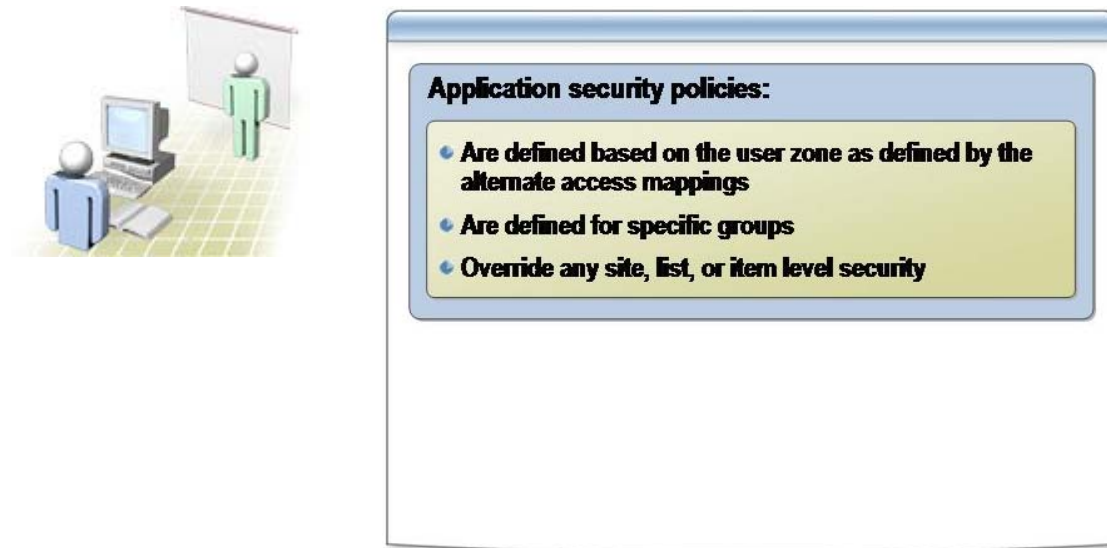 Application security policies:
Are defined based on the user zone as defined by the
alternate access mappings
Are defined for specific groups
Override any site, list, or item level security